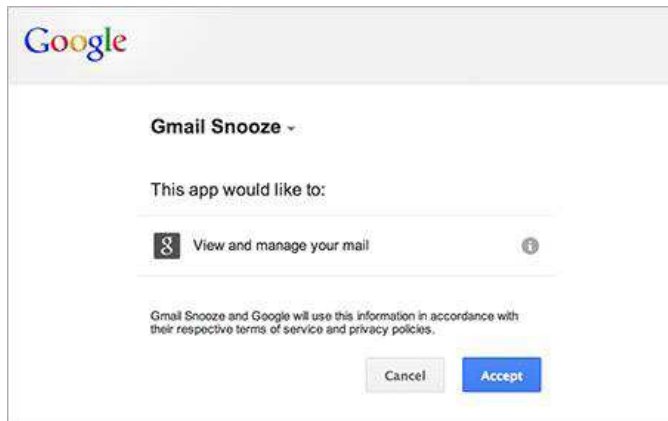 Google
Gmail Snooze
This app would like to:
View and manage your mail
Gmail Snooze and Google will use this information in accordance with
their respective terms of service and privacy policies.
Cancel Accept